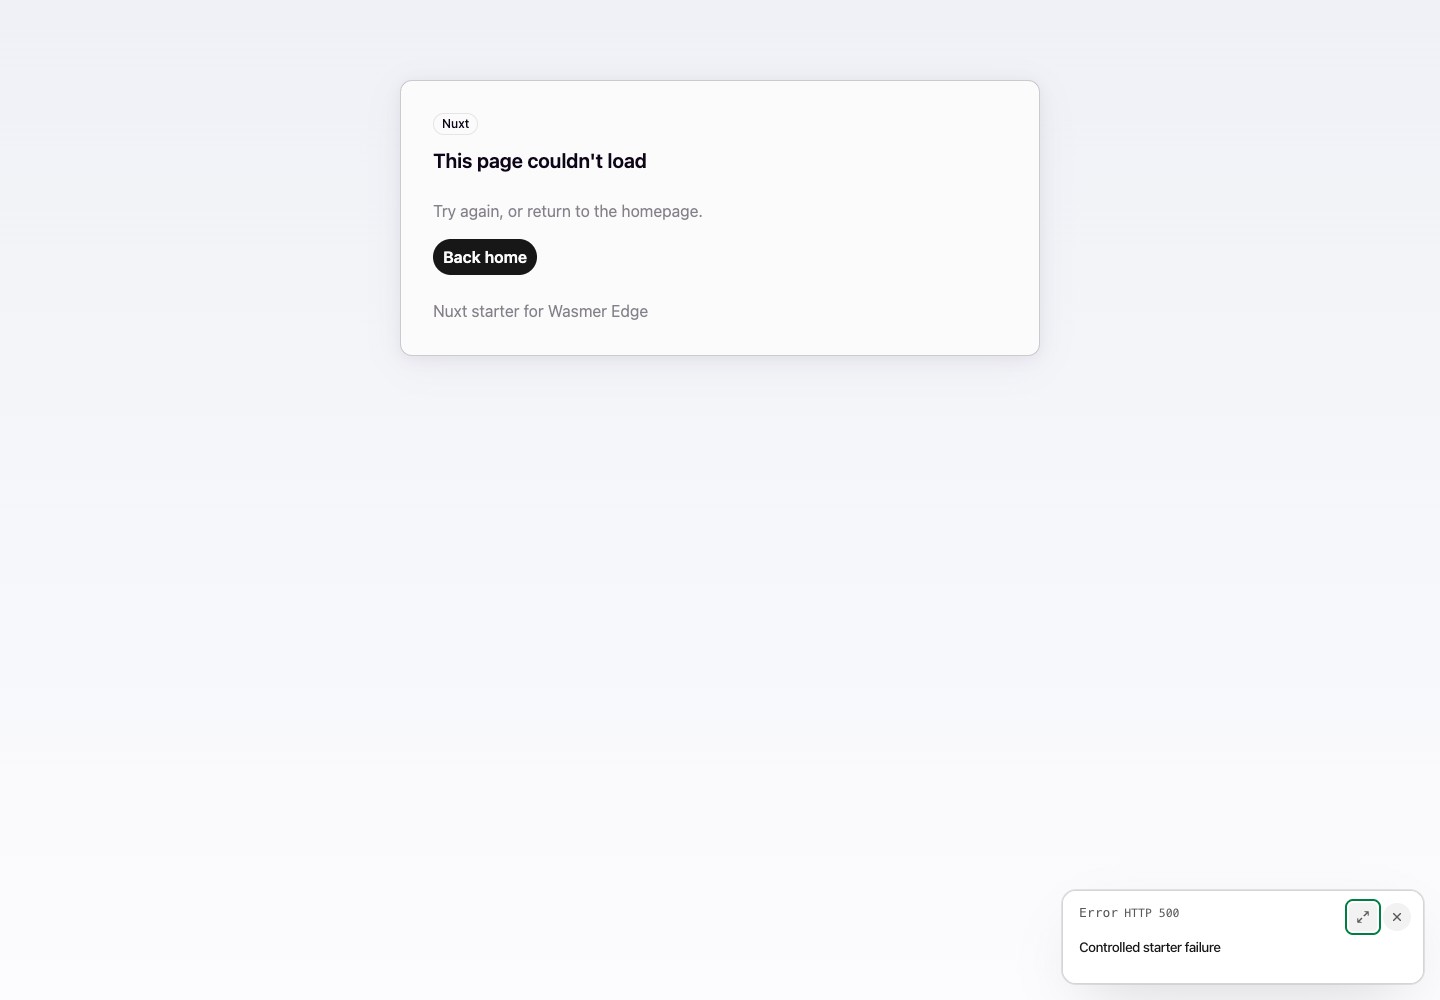 Nuxt
This page couldn't load
Try again, or return to the homepage.
Back home
Nuxt starter for Wasmer Edge
Error HTTP 500
Controlled starter failure